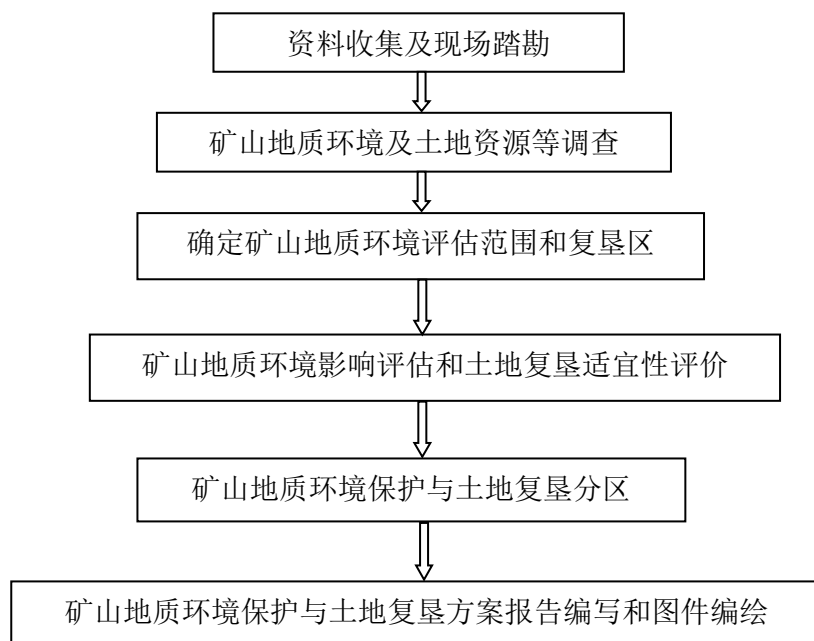 资料收集及现场踏勘
矿山地质环境及土地资源等调查
确定矿山地质环境评估范围和复垦区
矿山地质环境影响评估和土地复垦适宜性评价
矿山地质环境保护与土地复垦分区
矿山地质环境保护与土地复垦方案报告编写和图件编绘